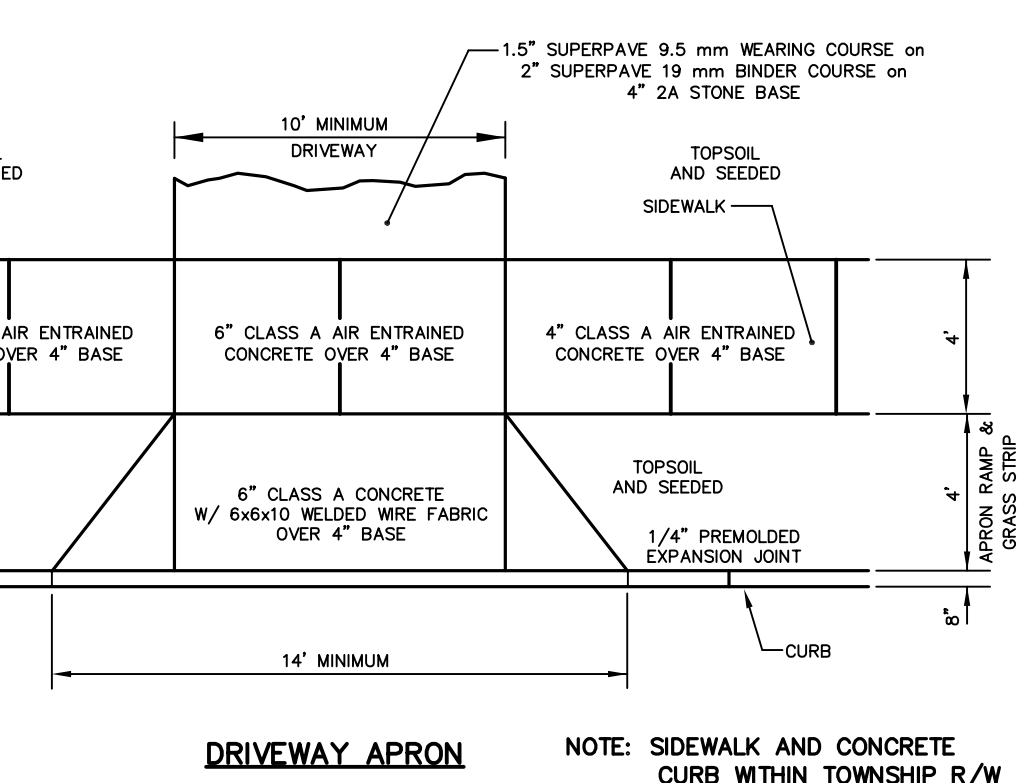 1.5” SUPERPAVE 9.5 mm WEARING COURSE on
2” SUPERPAVE 19 mm BINDER COURSE on
4” 2A STONE BASE
10’ MINIMUM
DRIVEWAY
ED
TOPSOIL
AND SEEDED
SIDEWALK
AIR ENTRAINED
OVER 4” BASE
6” CLASS A AIR ENTRAINED
CONCRETE OVER 4” BASE
4” CLASS A AIR ENTRAINED
CONCRETE OVER 4” BASE
4’
6” CLASS A CONCRETE
W/ 6x6x10 WELDED WIRE FABRIC
OVER 4” BASE
TOPSOIL
AND SEEDED
1/4” PREMOLDED
EXPANSION JOINT
4’
APRON RAMP &
GRASS STRIP
8”
CURB
14’ MINIMUM
DRIVEWAY APRON
NOTE: SIDEWALK AND CONCRETE
CURB WITHIN TOWNSHIP R/W